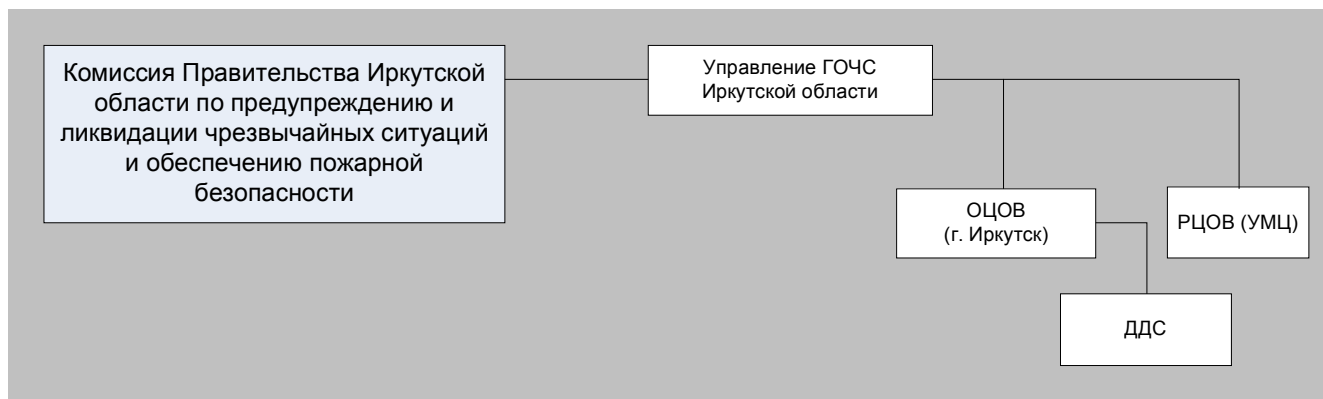 Комиссия Правительства Иркутской
области по предупреждению и
ликвидации чрезвычайных ситуаций
и обеспечению пожарной
безопасности
Управление ГОЧС
Иркутской области
ОЦОВ
(г. Иркутск)
РЦОВ (УМЦ)
ДДС